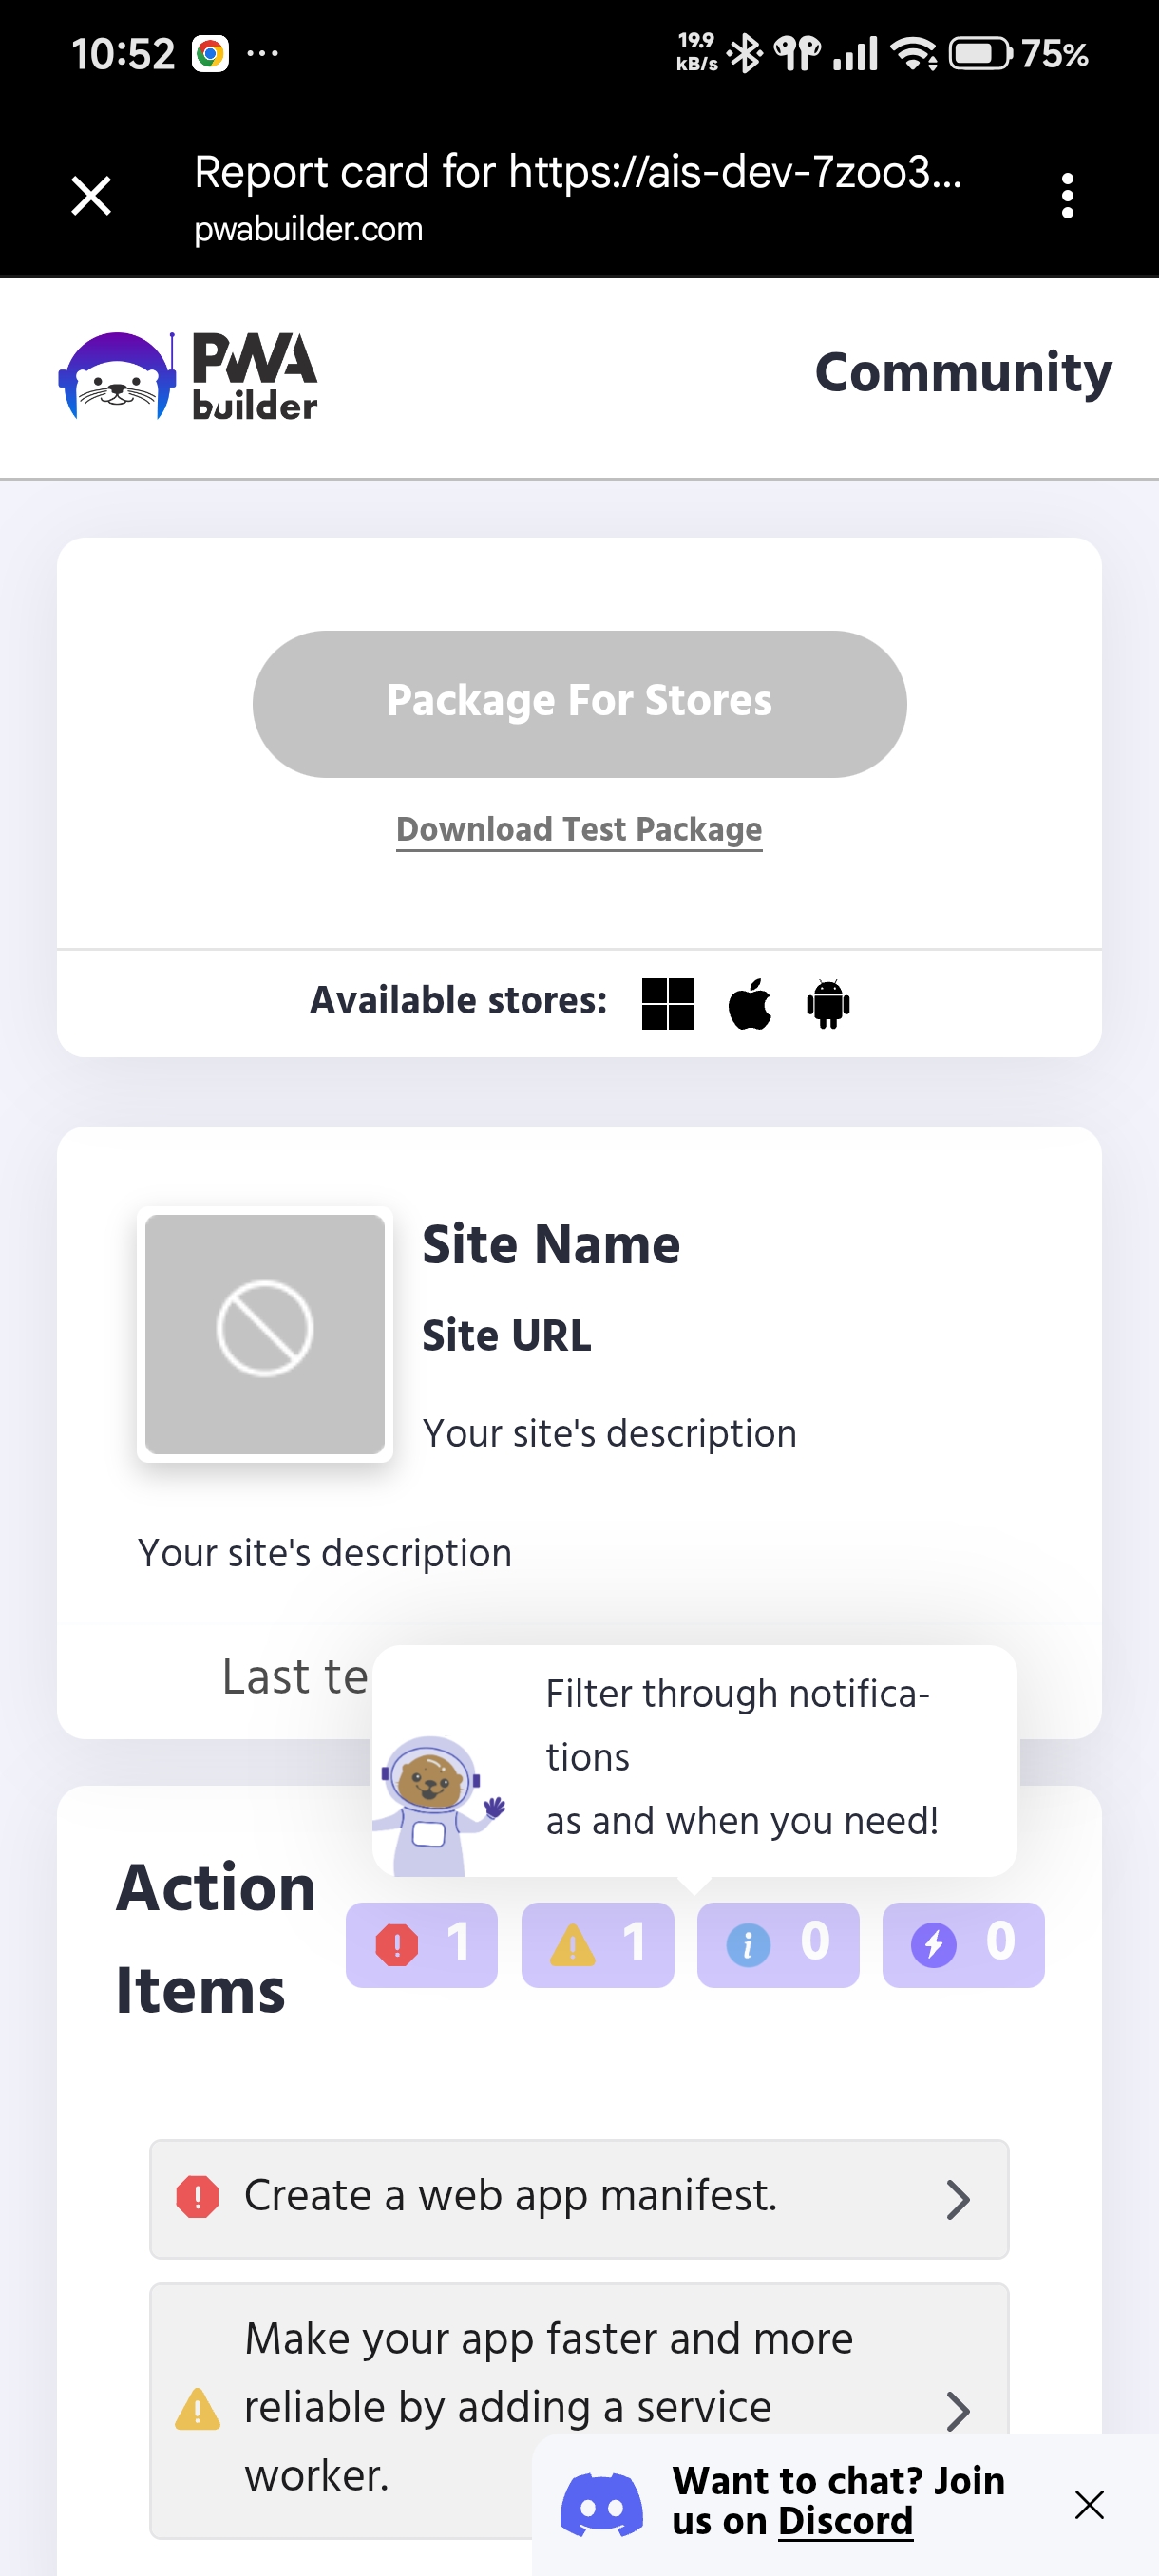 10:52
19.9
kB/s
75%
Report card for https://ais-dev-7zoo3...
pwabuilder.com
PWA
builder
Community
Package For Stores
Download Test Package
Available stores:
Site Name
Site URL
Your site's description
Your site's description
Last te
Filter through notifica-
tions
as and when you need!
Action
Items
1
1
0
0
Create a web app manifest.
Make your app faster and more
reliable by adding a service
worker.
Want to chat? Join
us on Discord